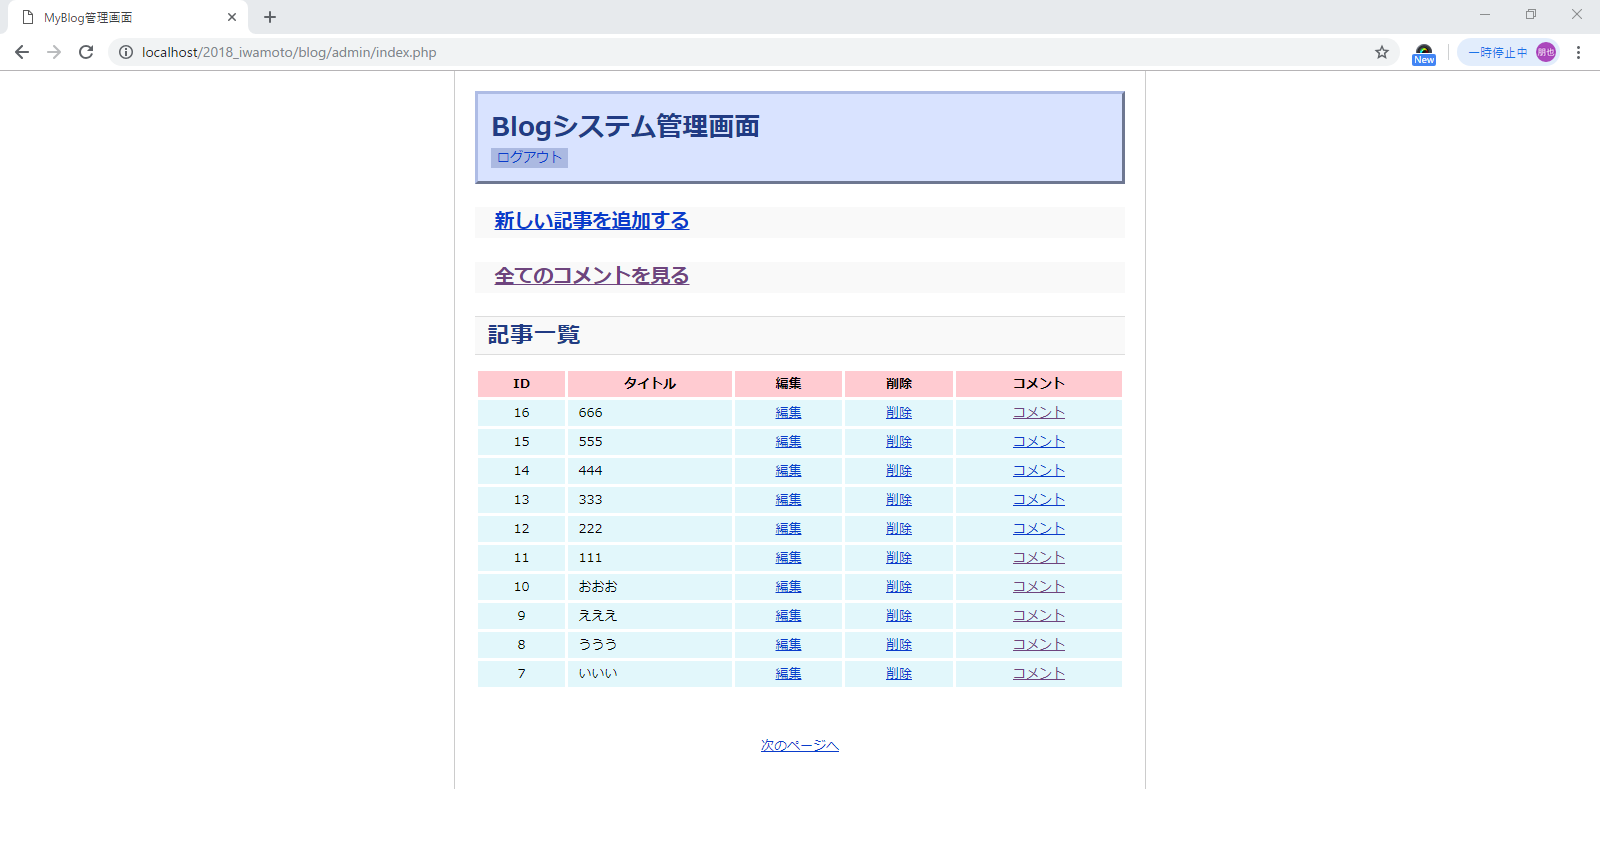 MyBlog管理画面
localhost/2018_iwamoto/blog/admin/index.php
New
一時停止中 朋也
Blogシステム管理画面
ログアウト
新しい記事を追加する
全てのコメントを見る
記事一覧
ID タイトル 編集 削除 コメント
16 666 編集 削除 コメント
15 555 編集 削除 コメント
14 444 編集 削除 コメント
13 333 編集 削除 コメント
12 222 編集 削除 コメント
11 111 編集 削除 コメント
10 おおお 編集 削除 コメント
9 えええ 編集 削除 コメント
8 ううう 編集 削除 コメント
7 いいい 編集 削除 コメント
次のページへ